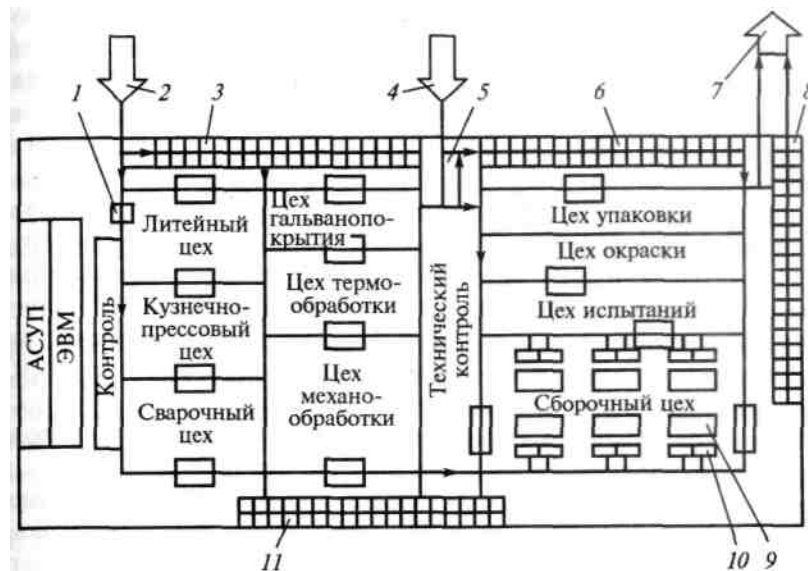 1
2
3
4
5
6
7
8
АСУП
ЭВМ
Контроль
Литейный
цех
Кузнечно-
прессовый
цех
Сварочный
цех
Цех
гальванопо-
крытия
Цех термо-
обработки
Цех
механо-
обработки
Технический
контроль
Цех упаковки
Цех окраски
Цех испытаний
Сборочный цех
11
10
9